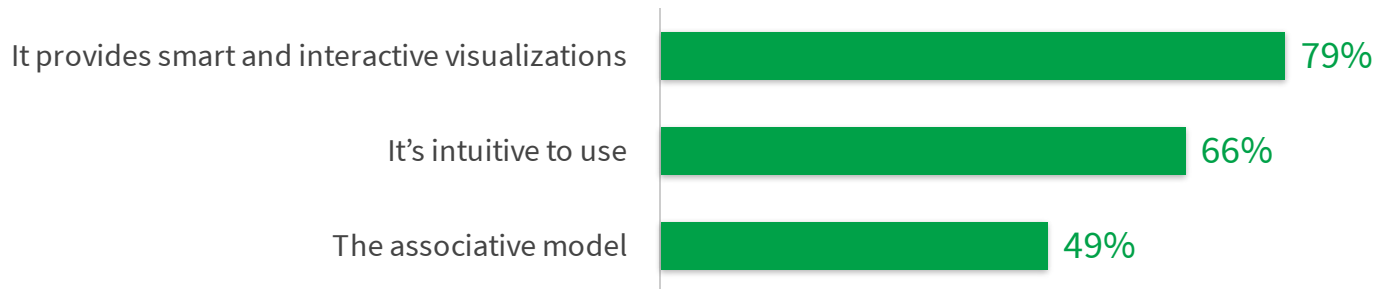 It provides smart and interactive visualizations 79%
It’s intuitive to use 66%
The associative model 49%